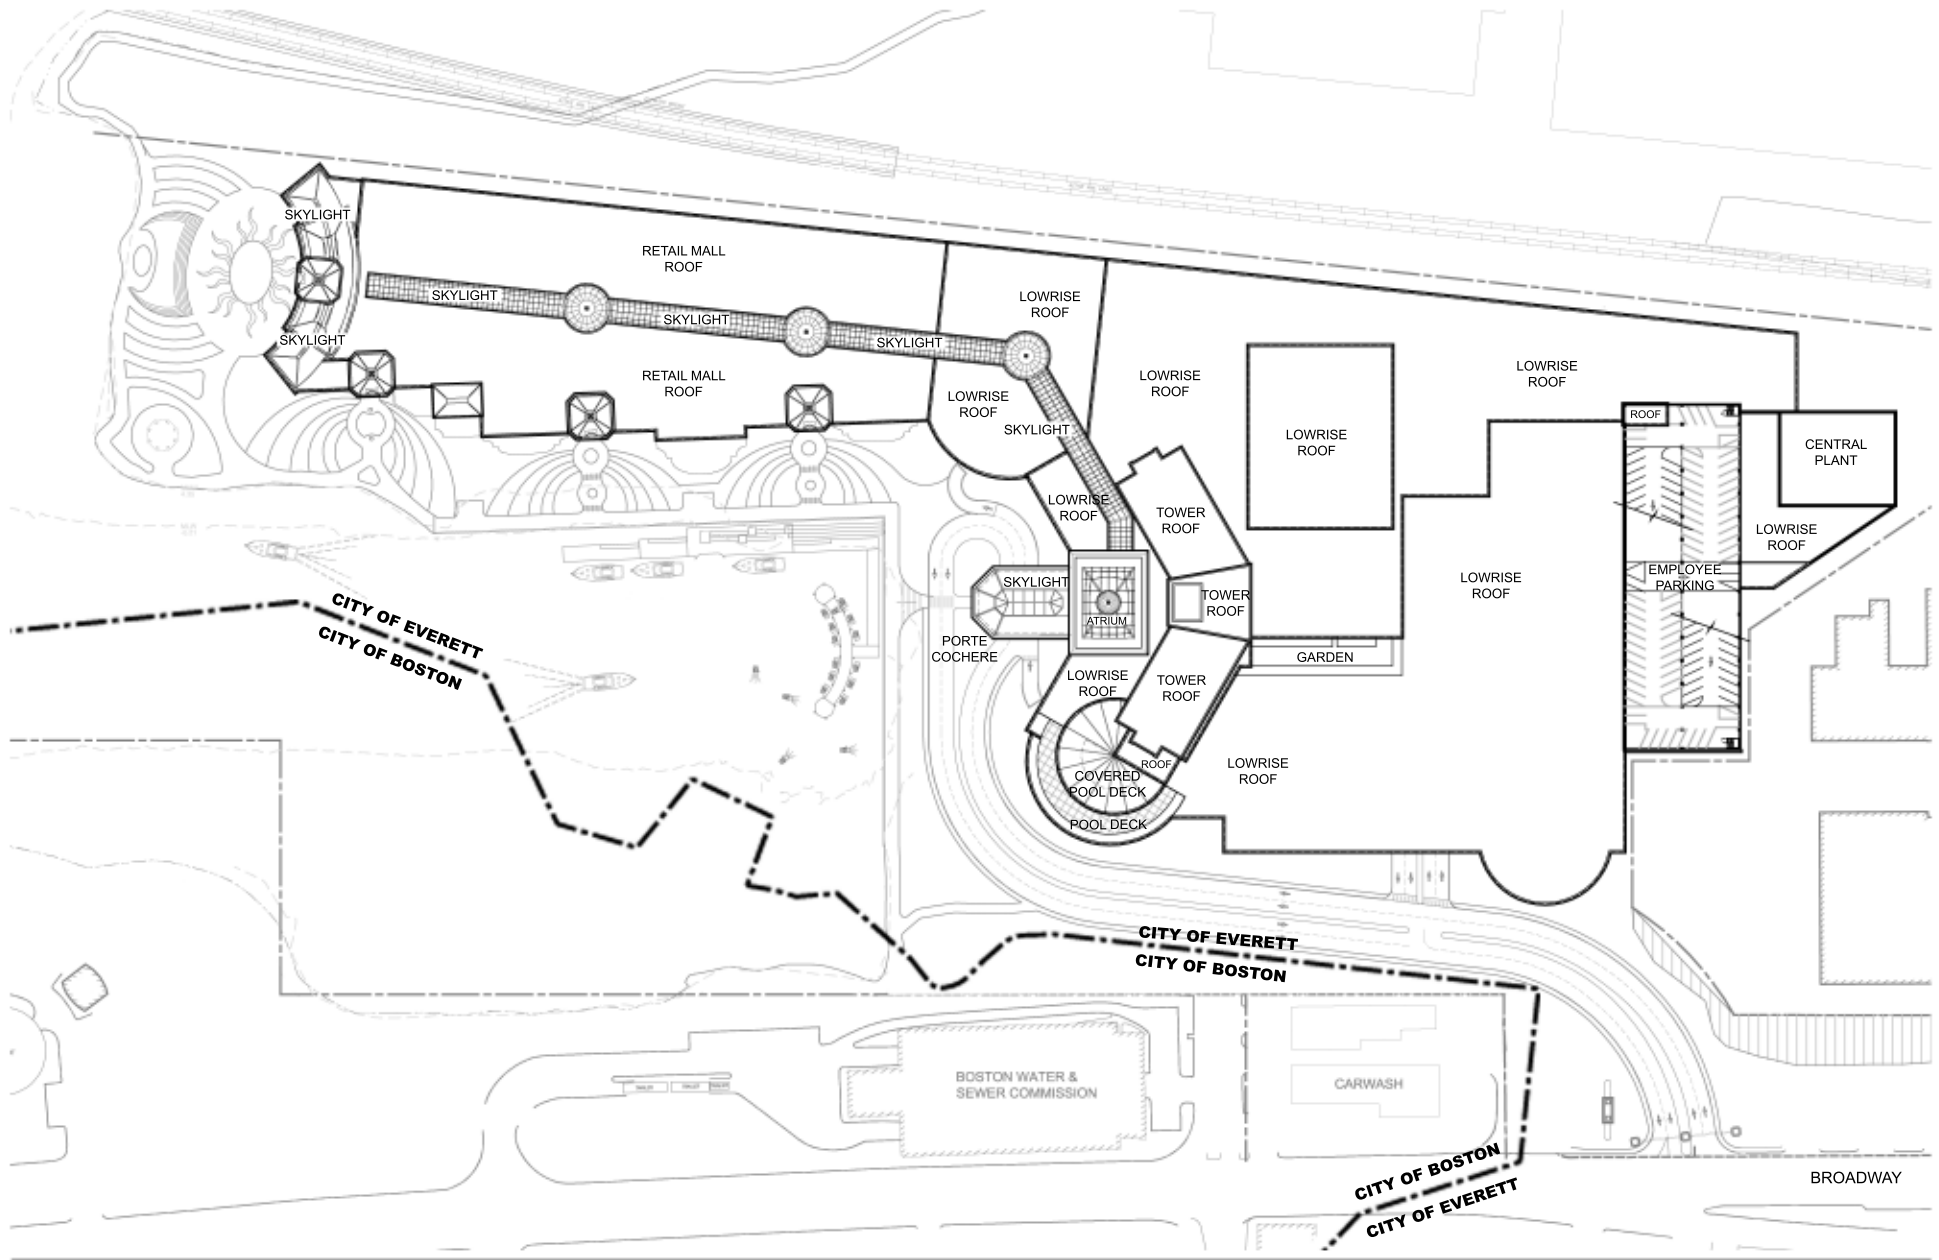 SKYLIGHT
RETAIL MALL
ROOF
SKYLIGHT
SKYLIGHT
SKYLIGHT
SKYLIGHT
RETAIL MALL
ROOF
LOWRISE
ROOF
LOWRISE
ROOF
SKYLIGHT
LOWRISE
ROOF
LOWRISE
ROOF
LOWRISE
ROOF
ROOF
CENTRAL
PLANT
LOWRISE
ROOF
TOWER
ROOF
LOWRISE
ROOF
EMPLOYEE
PARKING
LOWRISE
ROOF
SKYLIGHT
ATRIUM
TOWER
ROOF
PORTE
COCHERE
GARDEN
LOWRISE
ROOF
TOWER
ROOF
CITY OF EVERETT
CITY OF BOSTON
ROOF
COVERED
POOL DECK
POOL DECK
LOWRISE
ROOF
CITY OF EVERETT
CITY OF BOSTON
BOSTON WATER &
SEWER COMMISSION
CARWASH
CITY OF BOSTON
CITY OF EVERETT
BROADWAY